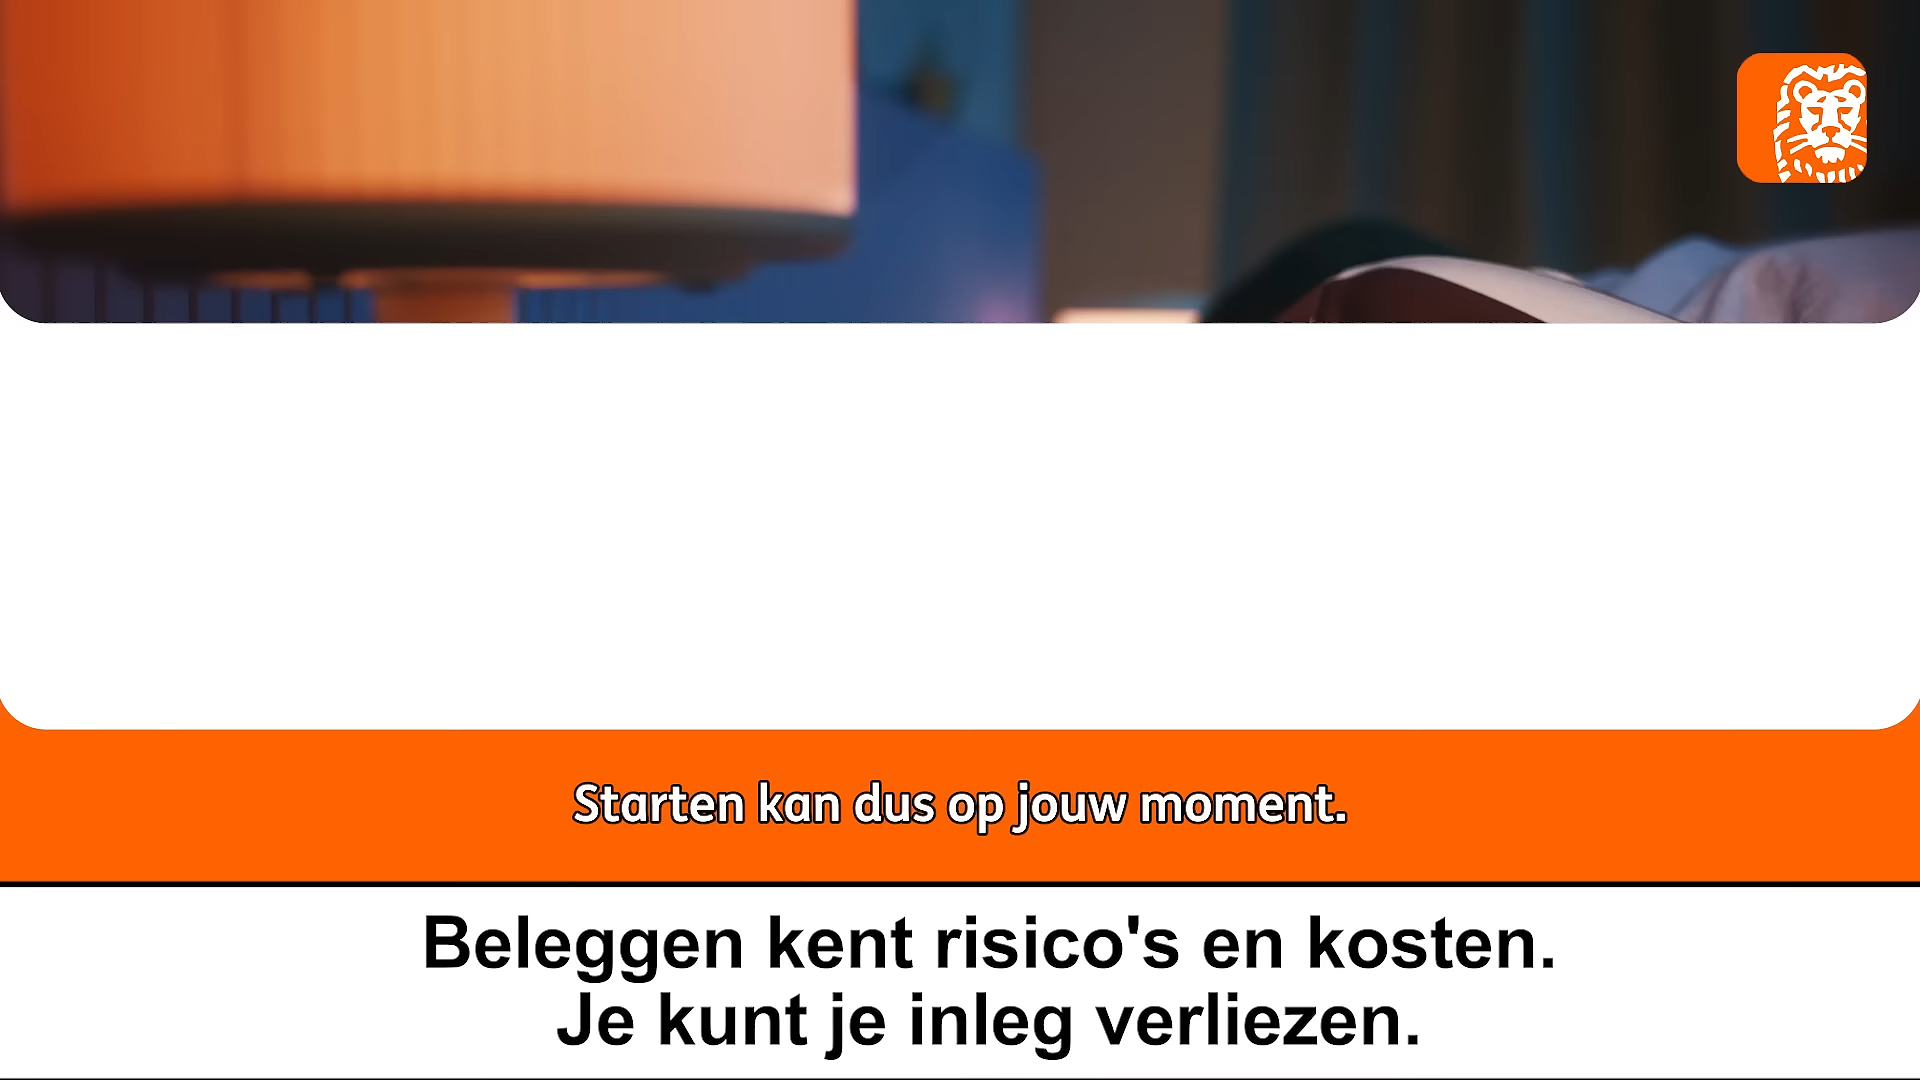 Starten kan dus op jouw moment.
Beleggen kent risico's en kosten.
Je kunt je inleg verliezen.